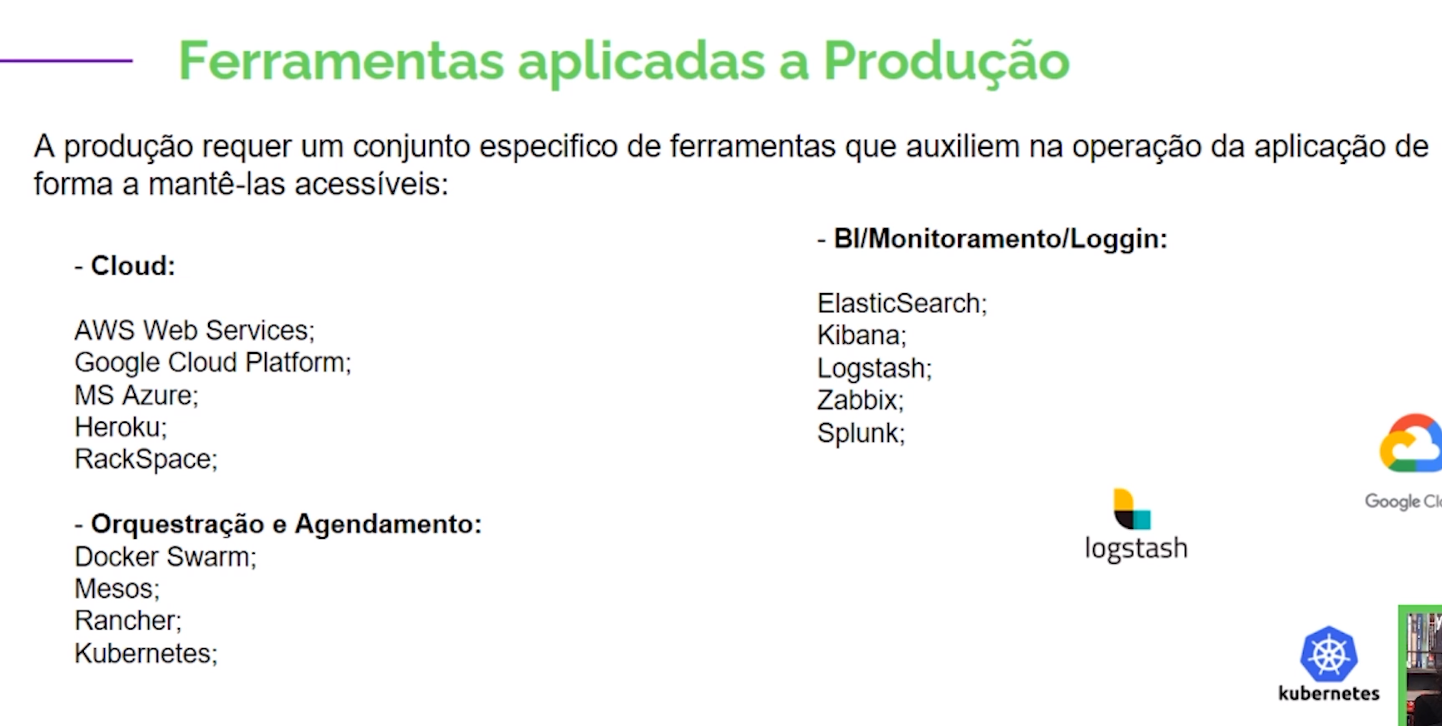 Ferramentas aplicadas a Produção
A produção requer um conjunto especifico de ferramentas que auxiliem na operação da aplicação de
forma a mantê-las acessíveis:
- Cloud:
AWS Web Services;
Google Cloud Platform;
MS Azure;
Heroku;
RackSpace;
- Orquestração e Agendamento:
Docker Swarm;
Mesos;
Rancher;
Kubernetes;
- BI/Monitoramento/Loggin:
ElasticSearch;
Kibana;
Logstash;
Zabbix;
Splunk;
logstash
Google Clo
kubernetes